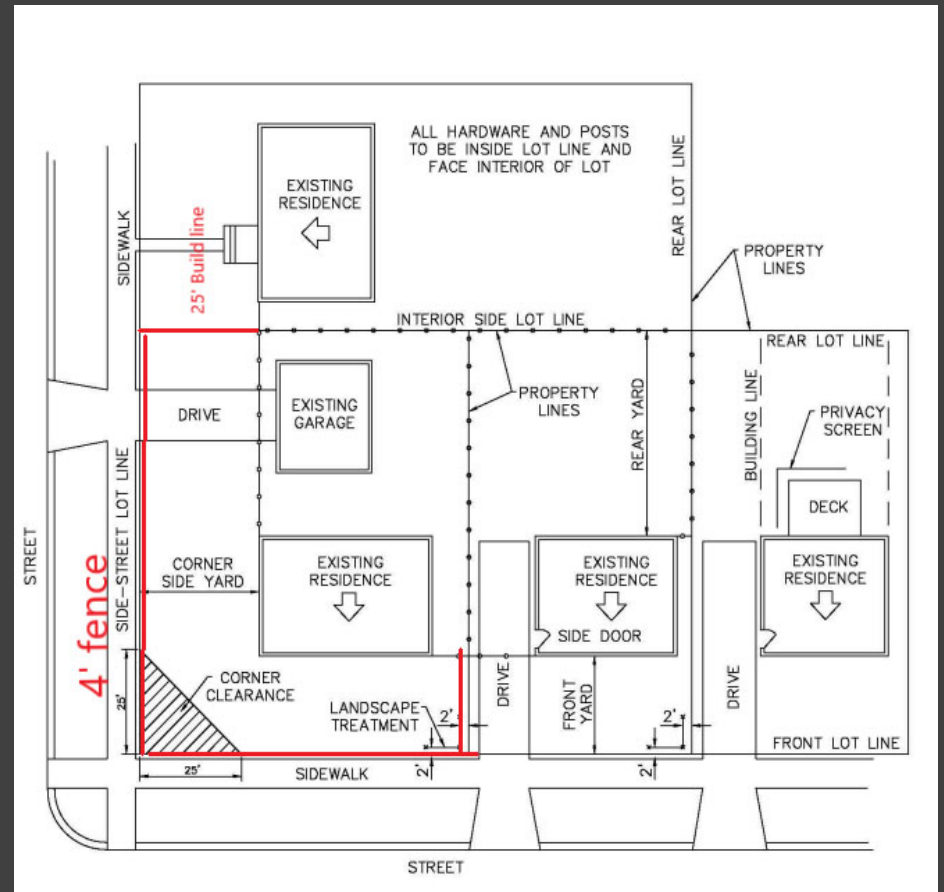 ALL HARDWARE AND POSTS
TO BE INSIDE LOT LINE AND
FACE INTERIOR OF LOT
EXISTING
RESIDENCE
SIDEWALK
25' Build line
REAR LOT LINE
PROPERTY
LINES
INTERIOR SIDE LOT LINE
REAR LOT LINE
PROPERTY
LINES
DRIVE
EXISTING
GARAGE
REAR YARD
BUILDING LINE
PRIVACY
SCREEN
DECK
STREET
SIDE-STREET LOT LINE
4' fence
CORNER
SIDE YARD
EXISTING
RESIDENCE
EXISTING
RESIDENCE
SIDE DOOR
EXISTING
RESIDENCE
25'
CORNER
CLEARANCE
LANDSCAPE
TREATMENT
2'
DRIVE
FRONT
YARD
2'
DRIVE
FRONT LOT LINE
25'
SIDEWALK
2'
2'
STREET